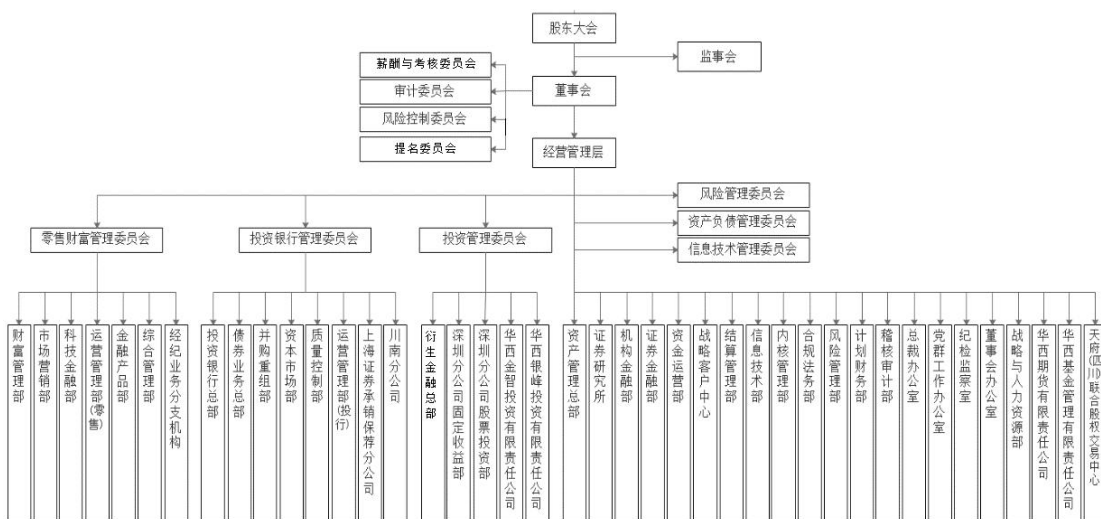 股东大会
监事会
薪酬与考核委员会
审计委员会
董事会
风险控制委员会
提名委员会
经营管理层
风险管理委员会
资产负债管理委员会
信息技术管理委员会
零售财富管理委员会
投资银行管理委员会
投资管理委员会
财富管理部
市场营销部
科技金融部
运营管理部(零售)
金融产品部
综合管理部
经纪业务分支机构
投资银行总部
债券业务总部
并购重组部
资本市场部
质量控制部
运营管理部(投行)
上海证券承销保荐分公司
川南分公司
衍生金融总部
深圳分公司固定收益部
深圳分公司股票投资部
华西金智投资有限责任公司
华西银峰投资有限责任公司
资产管理总部
证券研究所
机构金融部
证券金融部
资金运营部
战略客户中心
结算管理部
信息技术部
内核管理部
合规法务部
风险管理部
计划财务部
稽核审计部
总裁办公室
党群工作办公室
纪检监察室
董事会办公室
战略与人力资源部
华西期货有限责任公司
华西基金管理有限责任公司
天府(四川)联合股权交易中心